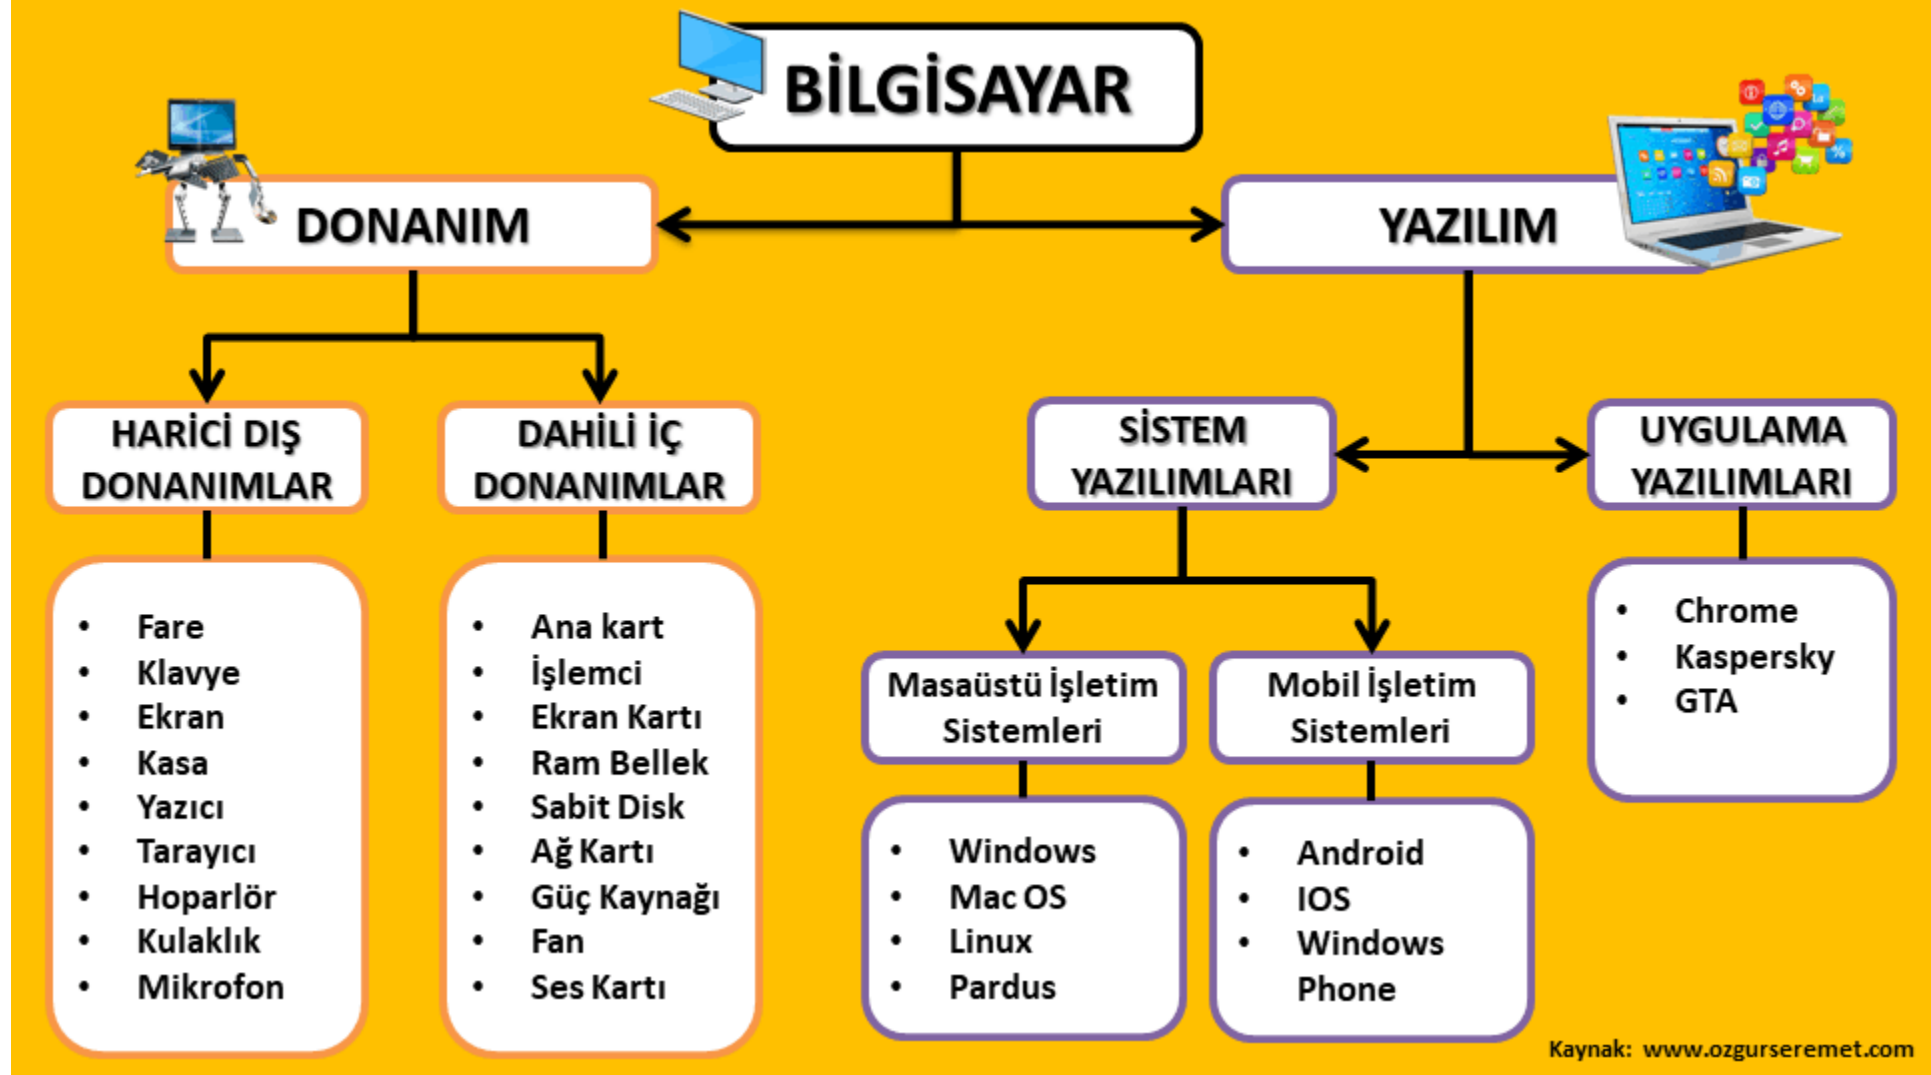 BİLGİSAYAR
DONANIM
YAZILIM
HARİCİ DIŞ
DONANIMLAR
DAHİLİ İÇ
DONANIMLAR
SİSTEM
YAZILIMLARI
UYGULAMA
YAZILIMLARI
• Fare
• Klavye
• Ekran
• Kasa
• Yazıcı
• Tarayıcı
• Hoparlör
• Kulaklık
• Mikrofon
• Ana kart
• İşlemci
• Ekran Kartı
• Ram Bellek
• Sabit Disk
• Ağ Kartı
• Güç Kaynağı
• Fan
• Ses Kartı
Masaüstü İşletim
Sistemleri
• Windows
• Mac OS
• Linux
• Pardus
Mobil İşletim
Sistemleri
• Android
• IOS
• Windows
Phone
• Chrome
• Kaspersky
• GTA
Kaynak: www.ozgurseremet.com